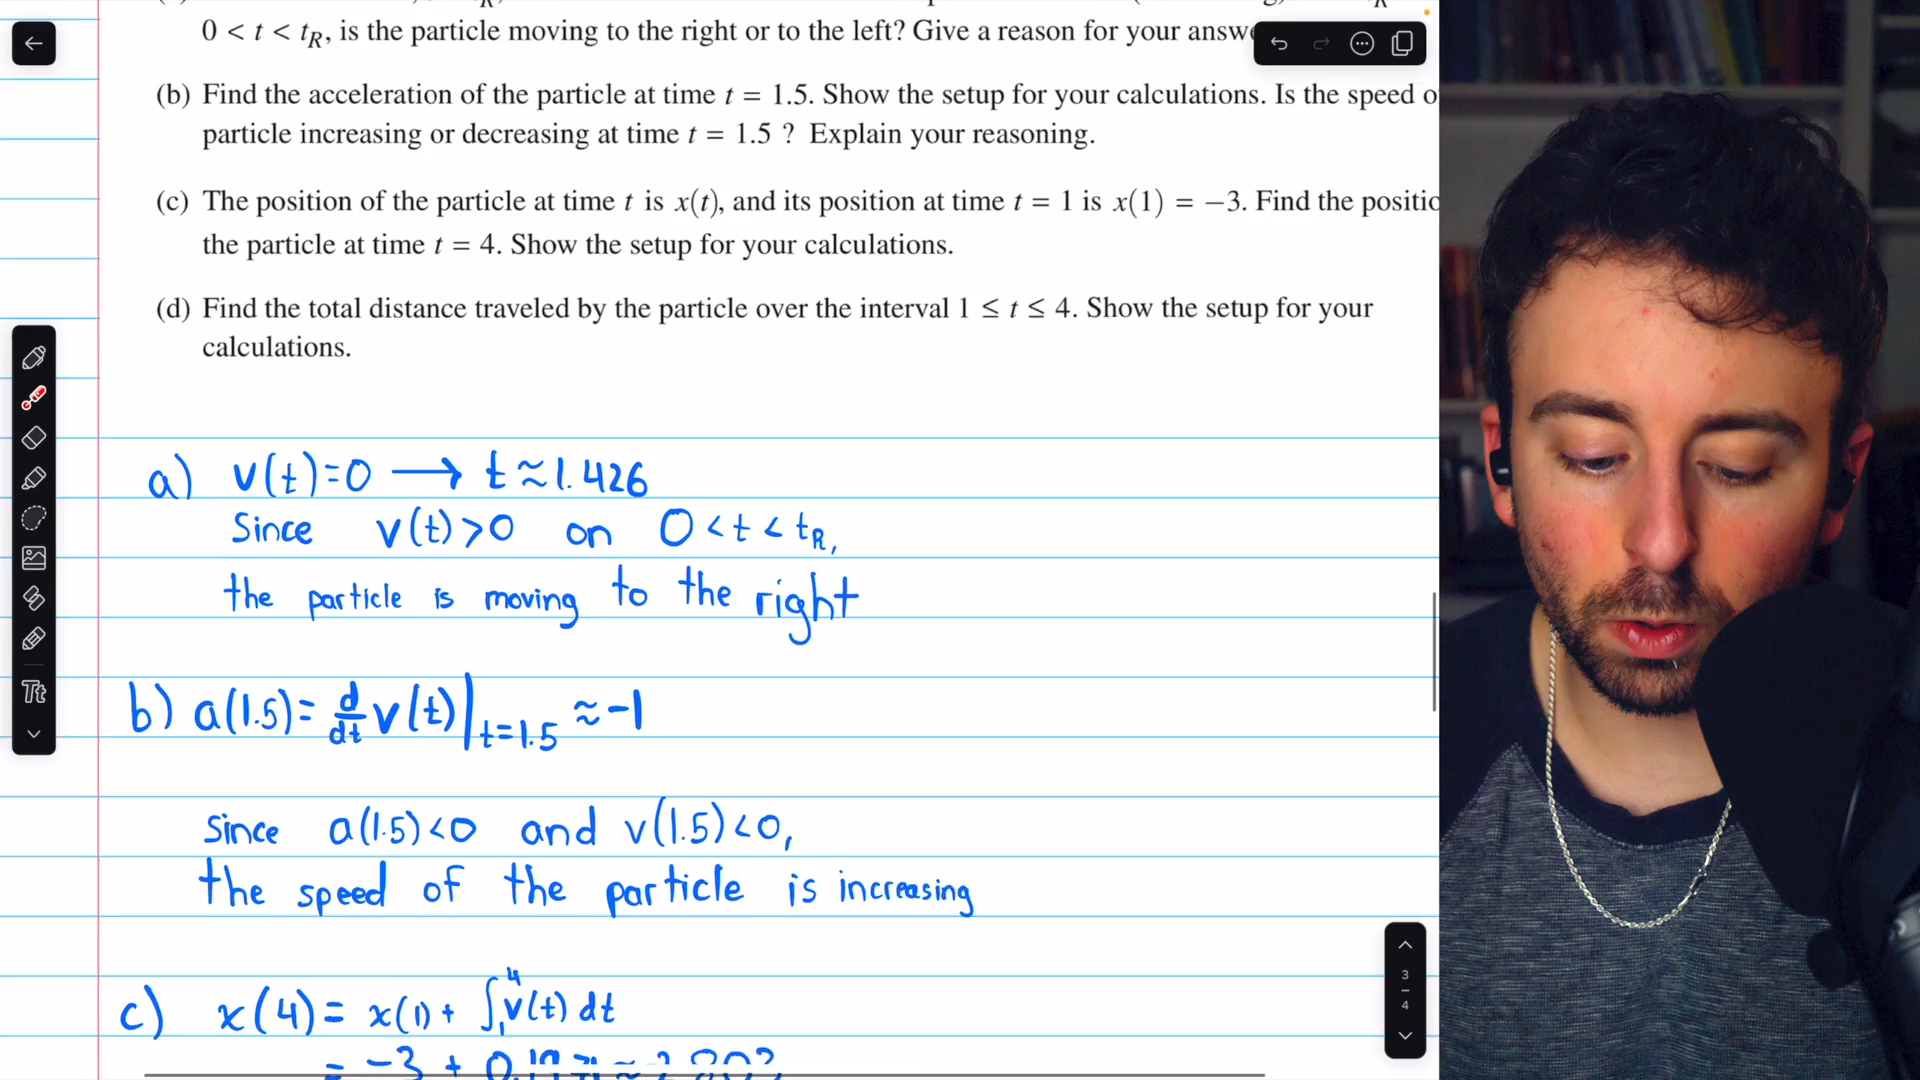 0 < t < t_R, is the particle moving to the right or to the left? Give a reason for your answe
(b) Find the acceleration of the particle at time t = 1.5. Show the setup for your calculations. Is the speed o
particle increasing or decreasing at time t = 1.5 ? Explain your reasoning.
(c) The position of the particle at time t is x(t), and its position at time t = 1 is x(1) = −3. Find the positio
the particle at time t = 4. Show the setup for your calculations.
(d) Find the total distance traveled by the particle over the interval 1 ≤ t ≤ 4. Show the setup for your
calculations.
Tt
a) v(t)=0 → t≈1.426
Since v(t)>0 on 0<t<t_R,
the particle is moving to the right
b) a(1.5)= d/dt v(t)|_t=1.5 ≈ -1
Since a(1.5)<0 and v(1.5)<0,
the speed of the particle is increasing
c) x(4)= x(1) + ∫_1^4 v(t) dt
= -3 + 
3
–
4